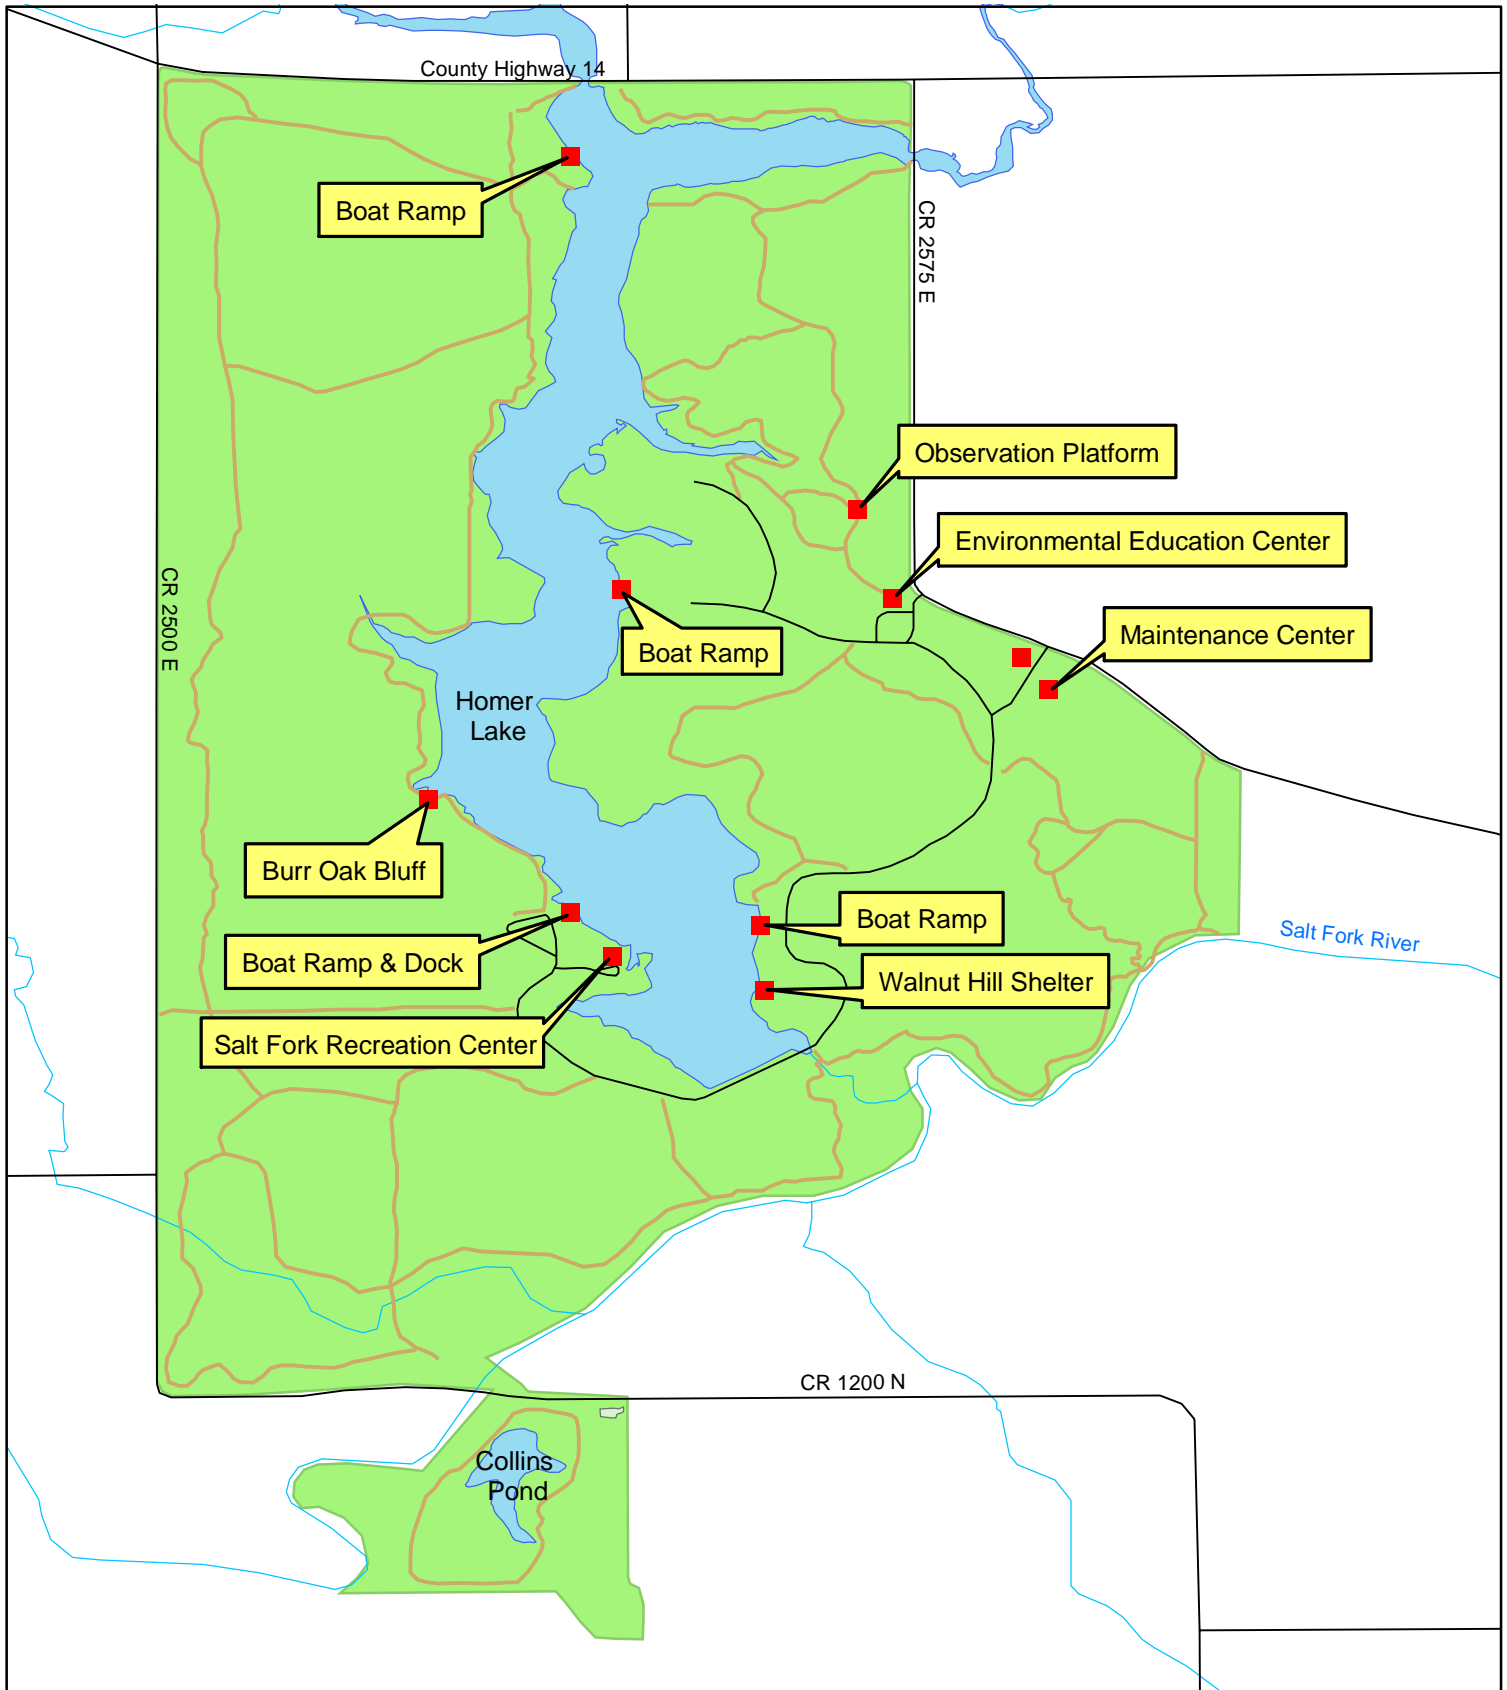 County Highway 14
Boat Ramp
CR 2575 E
Observation Platform
Environmental Education Center
CR 2500 E
Maintenance Center
Boat Ramp
Homer
Lake
Burr Oak Bluff
Boat Ramp
Salt Fork River
Boat Ramp & Dock
Walnut Hill Shelter
Salt Fork Recreation Center
CR 1200 N
Collins
Pond